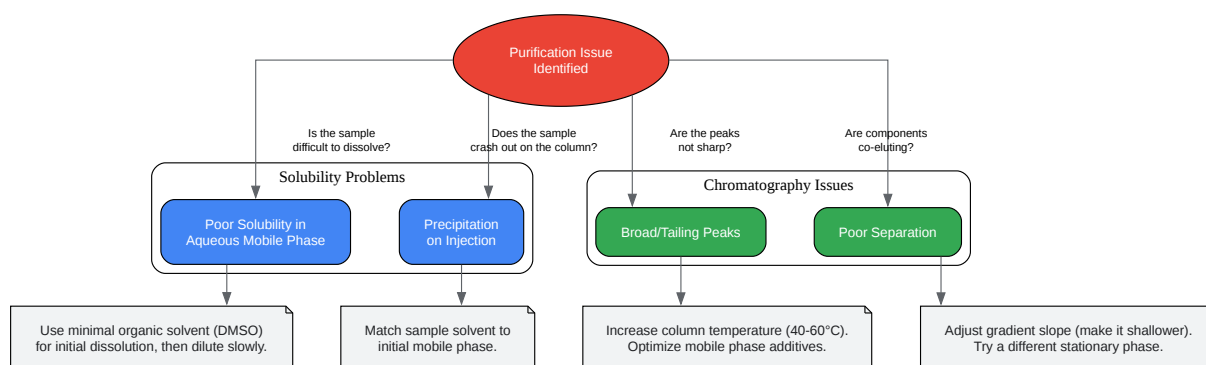 Purification Issue
Identified
Is the sample
difficult to dissolve?
Does the sample
crash out on the column?
Are the peaks
not sharp?
Are components
co-eluting?
Solubility Problems
Chromatography Issues
Poor Solubility in
Aqueous Mobile Phase
Precipitation
on Injection
Broad/Tailing Peaks
Poor Separation
Use minimal organic solvent (DMSO)
for initial dissolution, then dilute slowly.
Match sample solvent to
initial mobile phase.
Increase column temperature (40-60°C).
Optimize mobile phase additives.
Adjust gradient slope (make it shallower).
Try a different stationary phase.